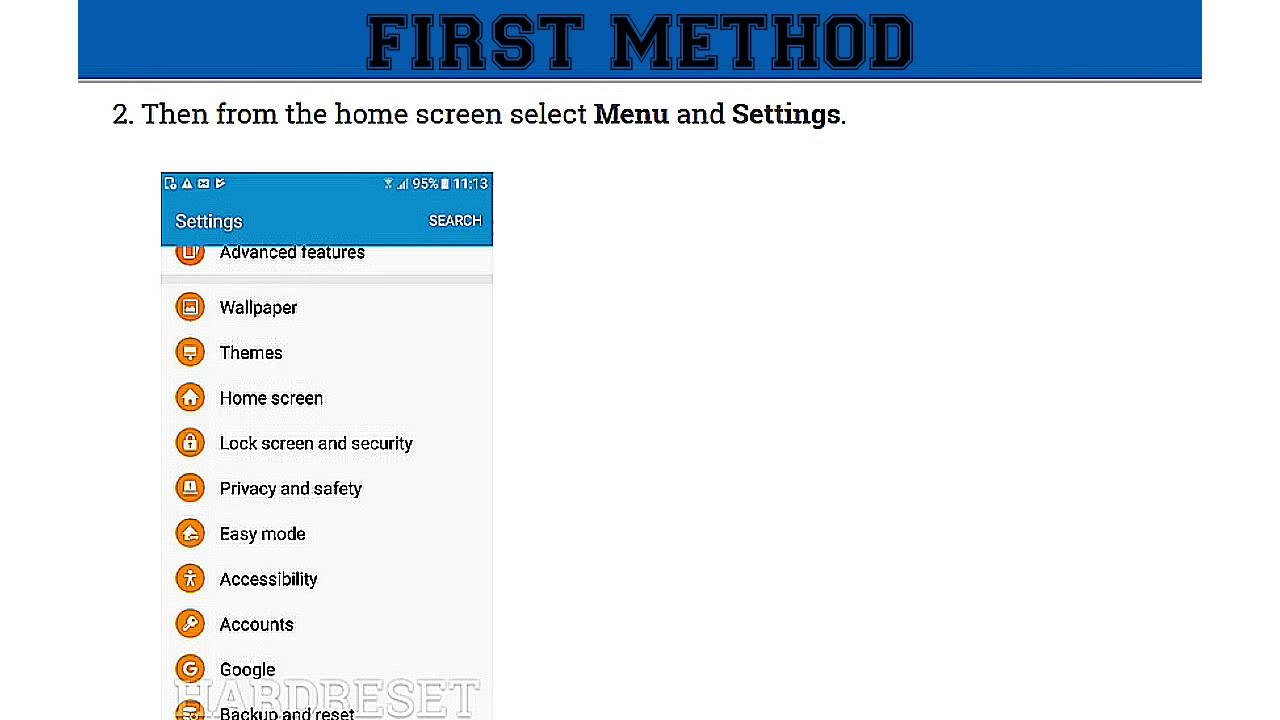 FIRST METHOD
2. Then from the home screen select Menu and Settings.
95% 11:13
Settings SEARCH
Advanced features
Wallpaper
Themes
Home screen
Lock screen and security
Privacy and safety
Easy mode
Accessibility
Accounts
Google
HARDRESET
Backup and reset